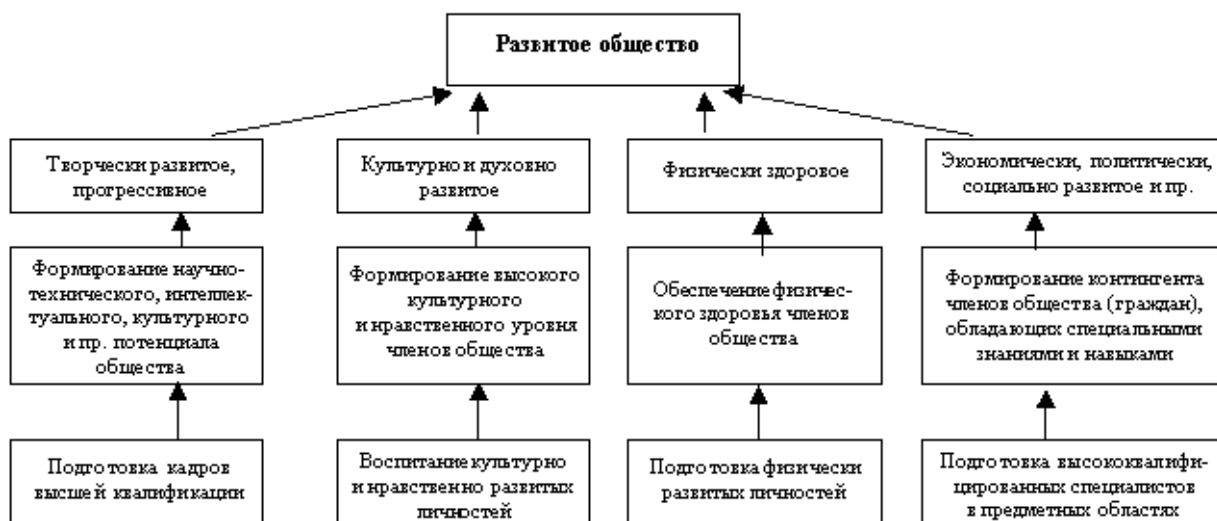 Развитое общество
Творчески развитое,
прогрессивное
Культурно и духовно
развитое
Физически здоровое
Экономически, политически,
социально развитое и пр.
Формирование научно-
технического, интеллек-
туального, культурного
и пр. потенциала
общества
Формирование высокого
культурного
и нравственного уровня
членов общества
Обеспечение физичес-
кого здоровья членов
общества
Формирование контингента
членов общества (граждан),
обладающих специальными
знаниями и навыками
Подготовка кадров
высшей квалификации
Воспитание культурно
и нравственно развитых
личностей
Подготовка физически
развитых личностей
Подготовка высококвалифи-
цированных специалистов
в предметных областях